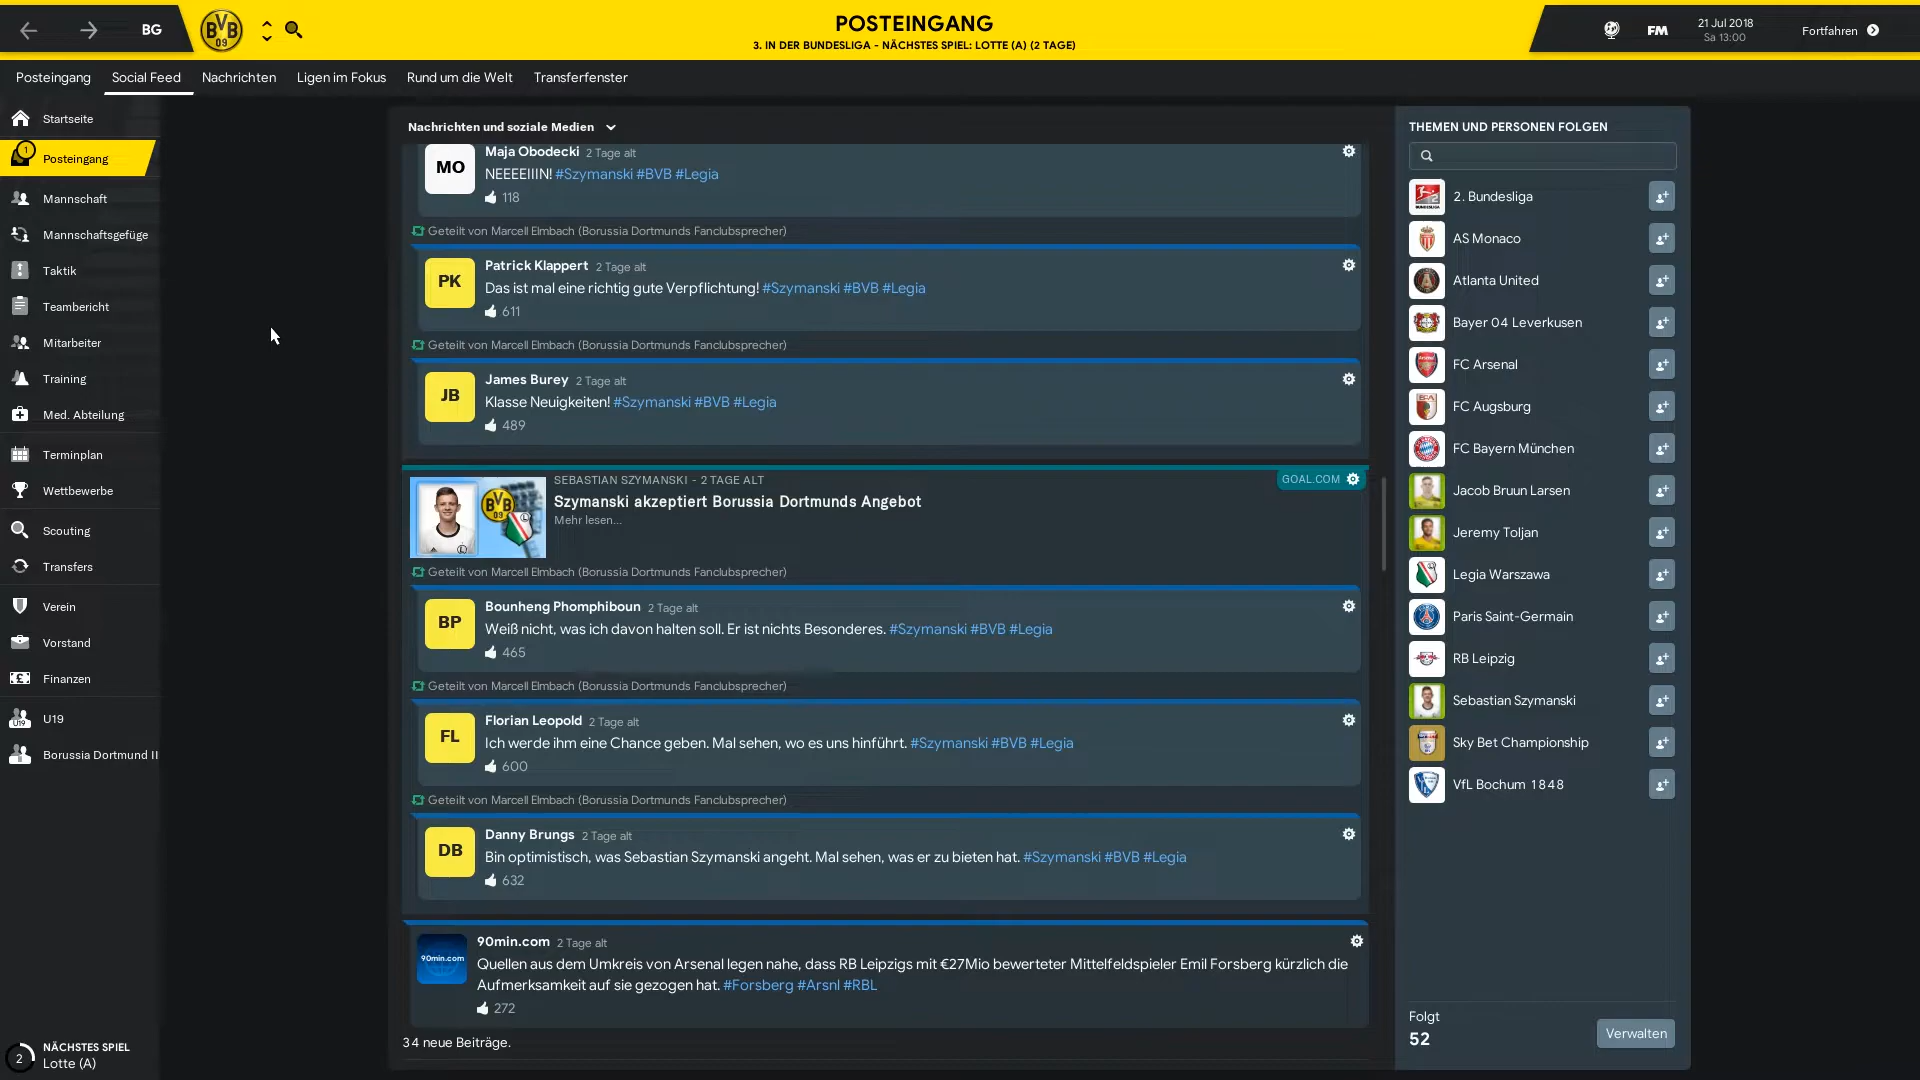 BG
POSTEINGANG
3. IN DER BUNDESLIGA - NÄCHSTES SPIEL: LOTTE (A) (2 TAGE)
FM
21 Jul 2018
Sa 13:00
Fortfahren
Posteingang
Social Feed
Nachrichten
Ligen im Fokus
Rund um die Welt
Transferfenster
Startseite
1
Posteingang
Mannschaft
Mannschaftsgefüge
Taktik
Teambericht
Mitarbeiter
Training
Med. Abteilung
Terminplan
Wettbewerbe
Scouting
Transfers
Verein
Vorstand
Finanzen
U19
Borussia Dortmund II
2
NÄCHSTES SPIEL
Lotte (A)
Nachrichten und soziale Medien
MO
Maja Obodecki 2 Tage alt
NEEEEIIIN! #Szymanski #BVB #Legia
118
Geteilt von Marcell Elmbach (Borussia Dortmunds Fanclubsprecher)
PK
Patrick Klappert 2 Tage alt
Das ist mal eine richtig gute Verpflichtung! #Szymanski #BVB #Legia
611
Geteilt von Marcell Elmbach (Borussia Dortmunds Fanclubsprecher)
JB
James Burey 2 Tage alt
Klasse Neuigkeiten! #Szymanski #BVB #Legia
489
SEBASTIAN SZYMANSKI - 2 TAGE ALT
GOAL.COM
Szymanski akzeptiert Borussia Dortmunds Angebot
Mehr lesen...
Geteilt von Marcell Elmbach (Borussia Dortmunds Fanclubsprecher)
BP
Bounheng Phomphiboun 2 Tage alt
Weiß nicht, was ich davon halten soll. Er ist nichts Besonderes. #Szymanski #BVB #Legia
465
Geteilt von Marcell Elmbach (Borussia Dortmunds Fanclubsprecher)
FL
Florian Leopold 2 Tage alt
Ich werde ihm eine Chance geben. Mal sehen, wo es uns hinführt. #Szymanski #BVB #Legia
600
Geteilt von Marcell Elmbach (Borussia Dortmunds Fanclubsprecher)
DB
Danny Brungs 2 Tage alt
Bin optimistisch, was Sebastian Szymanski angeht. Mal sehen, was er zu bieten hat. #Szymanski #BVB #Legia
632
90min.com
90min.com 2 Tage alt
Quellen aus dem Umkreis von Arsenal legen nahe, dass RB Leipzigs mit €27Mio bewerteter Mittelfeldspieler Emil Forsberg kürzlich die
Aufmerksamkeit auf sie gezogen hat. #Forsberg #Arsnl #RBL
272
34 neue Beiträge.
THEMEN UND PERSONEN FOLGEN
2. Bundesliga
AS Monaco
Atlanta United
Bayer 04 Leverkusen
FC Arsenal
FC Augsburg
FC Bayern München
Jacob Bruun Larsen
Jeremy Toljan
Legia Warszawa
Paris Saint-Germain
RB Leipzig
Sebastian Szymanski
Sky Bet Championship
VfL Bochum 1848
Folgt
52
Verwalten